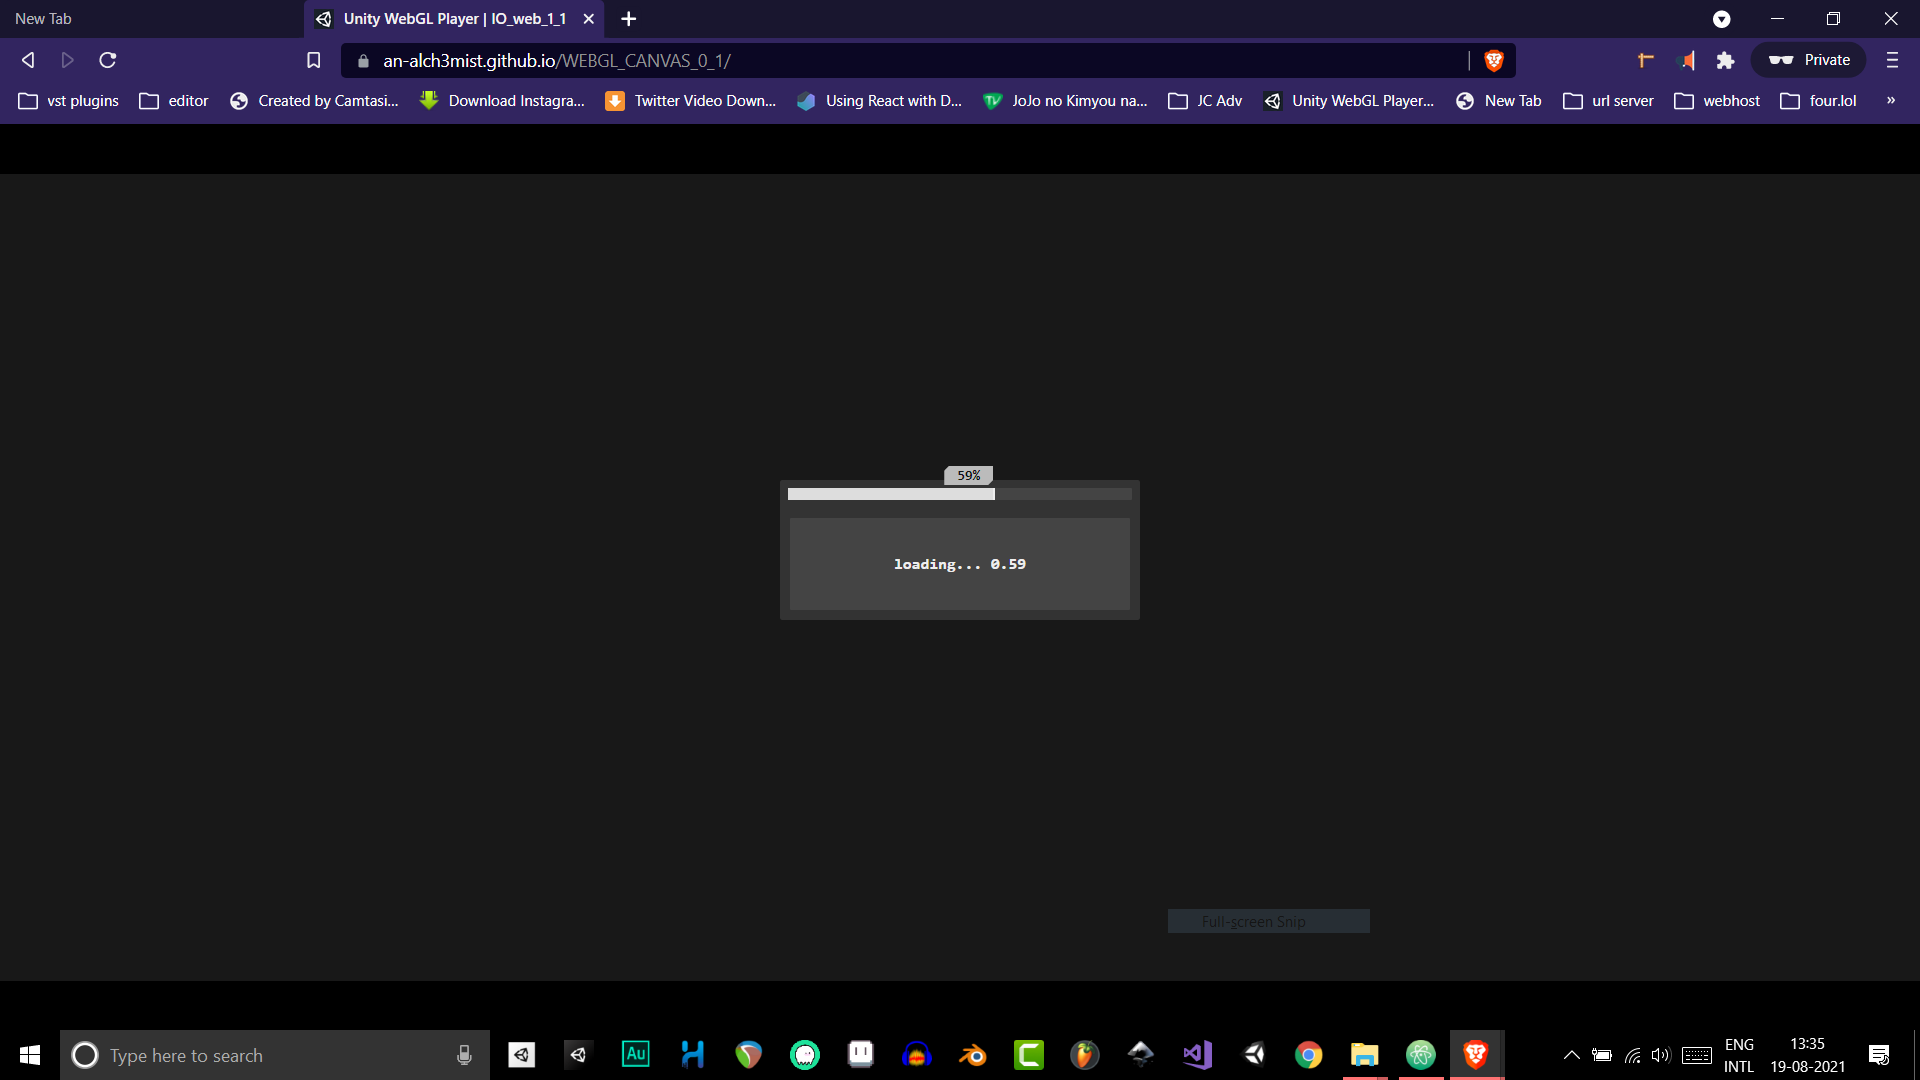 New Tab
Unity WebGL Player | IO_web_1_1
an-alch3mist.github.io/WEBGL_CANVAS_0_1/
Private
vst plugins
editor
Created by Camtasi...
Download Instagra...
Twitter Video Down...
Using React with D...
JoJo no Kimyou na...
JC Adv
Unity WebGL Player...
New Tab
url server
webhost
four.lol
»
59%
loading... 0.59
Full-screen Snip
Type here to search
Au
ENG
INTL
13:35
19-08-2021